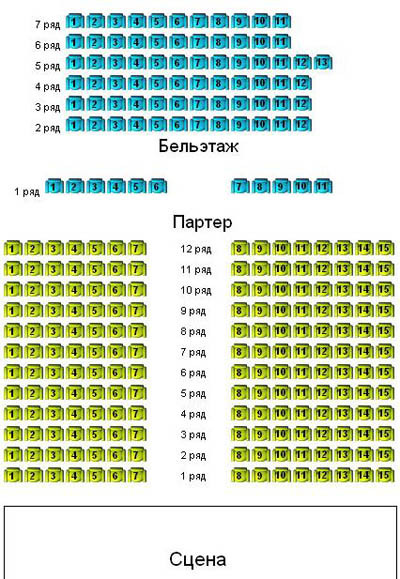 7 ряд 1 2 3 4 5 6 7 8 9 10 11
6 ряд 1 2 3 4 5 6 7 8 9 10 11
5 ряд 1 2 3 4 5 6 7 8 9 10 11 12 13
4 ряд 1 2 3 4 5 6 7 8 9 10 11 12
3 ряд 1 2 3 4 5 6 7 8 9 10 11 12
2 ряд 1 2 3 4 5 6 7 8 9 10 11 12
Бельэтаж
1 ряд 1 2 3 4 5 6 7 8 9 10 11
Партер
1 2 3 4 5 6 7 12 ряд 8 9 10 11 12 13 14 15
1 2 3 4 5 6 7 11 ряд 8 9 10 11 12 13 14 15
1 2 3 4 5 6 7 10 ряд 8 9 10 11 12 13 14 15
1 2 3 4 5 6 7 9 ряд 8 9 10 11 12 13 14 15
1 2 3 4 5 6 7 8 ряд 8 9 10 11 12 13 14 15
1 2 3 4 5 6 7 7 ряд 8 9 10 11 12 13 14 15
1 2 3 4 5 6 7 6 ряд 8 9 10 11 12 13 14 15
1 2 3 4 5 6 7 5 ряд 8 9 10 11 12 13 14 15
1 2 3 4 5 6 7 4 ряд 8 9 10 11 12 13 14 15
1 2 3 4 5 6 7 3 ряд 8 9 10 11 12 13 14 15
1 2 3 4 5 6 7 2 ряд 8 9 10 11 12 13 14 15
1 2 3 4 5 6 7 1 ряд 8 9 10 11 12 13 14 15
Сцена